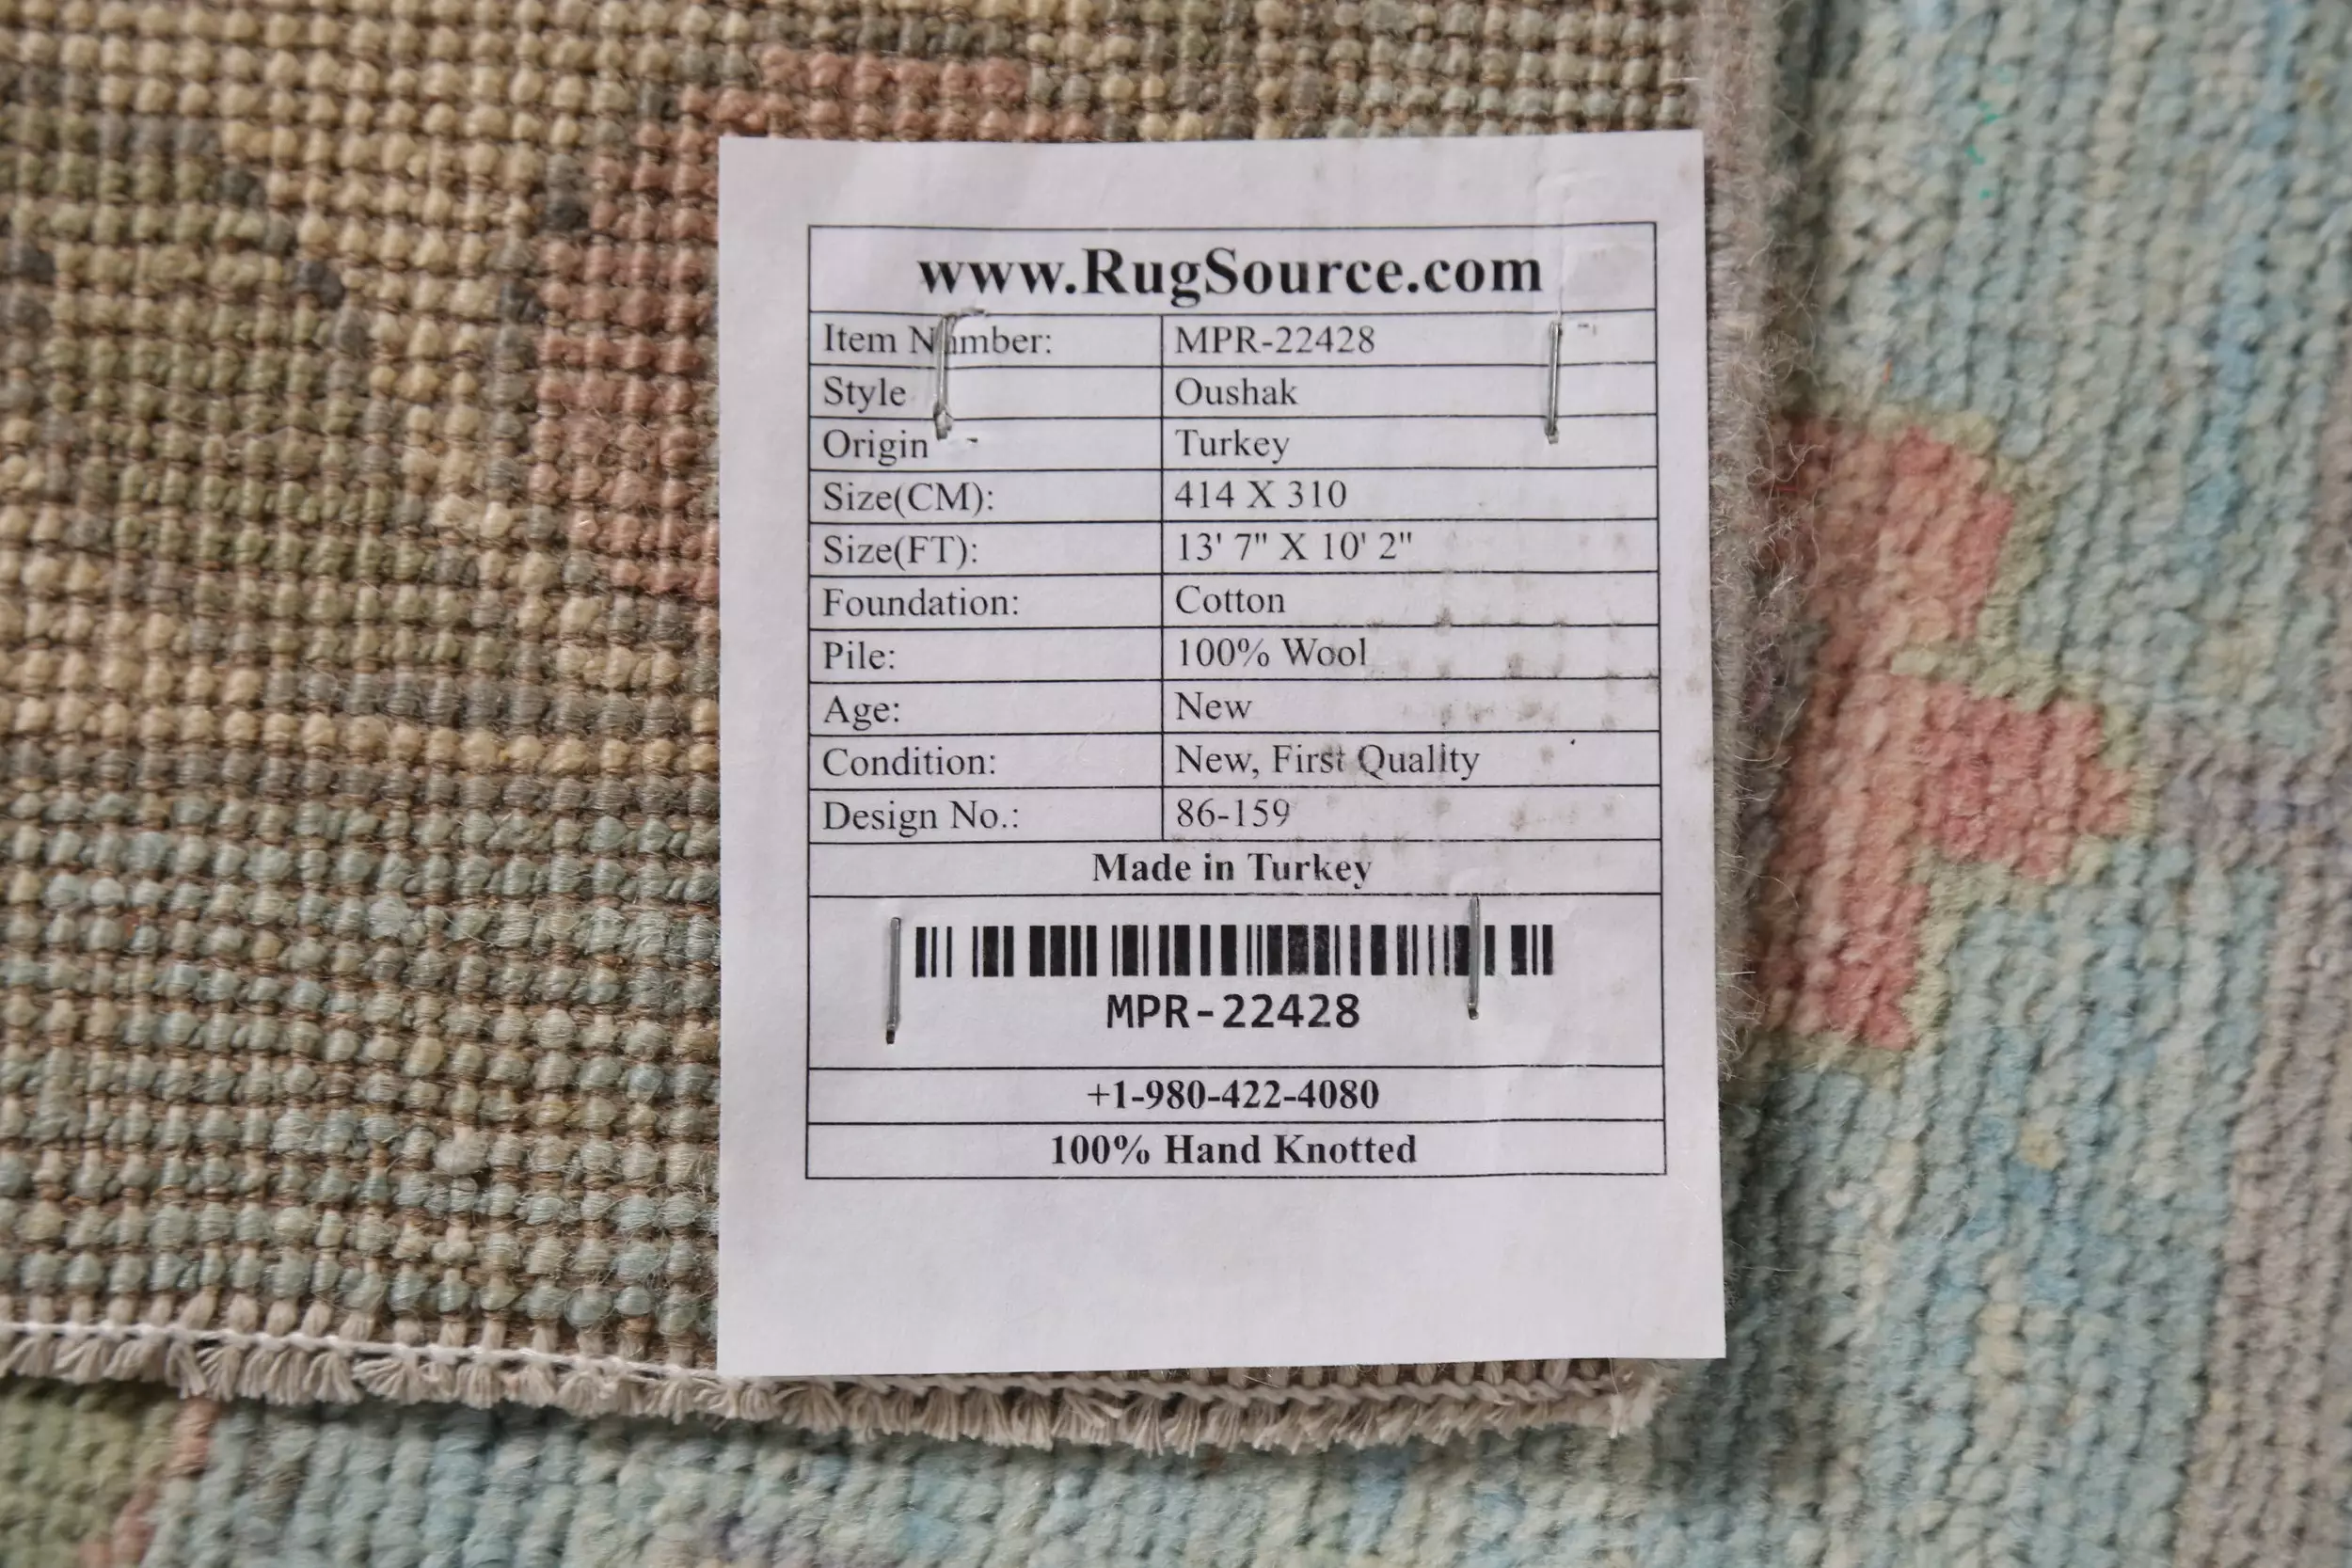 www.RugSource.com
Item Number: MPR-22428
Style Oushak
Origin Turkey
Size(CM): 414 X 310
Size(FT): 13' 7" X 10' 2"
Foundation: Cotton
Pile: 100% Wool
Age: New
Condition: New, First Quality
Design No.: 86-159
Made in Turkey
MPR-22428
+1-980-422-4080
100% Hand Knotted